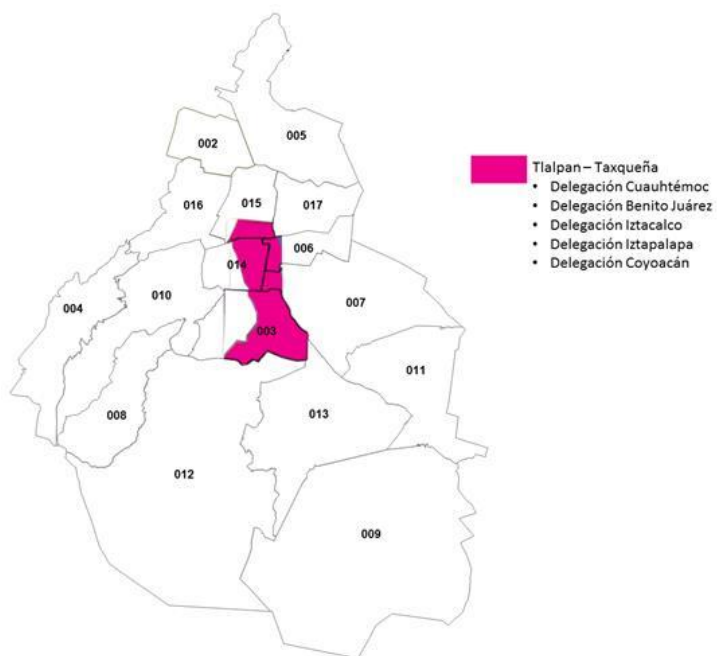 002
005
016
015
017
006
014
010
004
007
003
011
008
013
012
009
Tlalpan – Taxqueña
• Delegación Cuauhtémoc
• Delegación Benito Juárez
• Delegación Iztacalco
• Delegación Iztapalapa
• Delegación Coyoacán